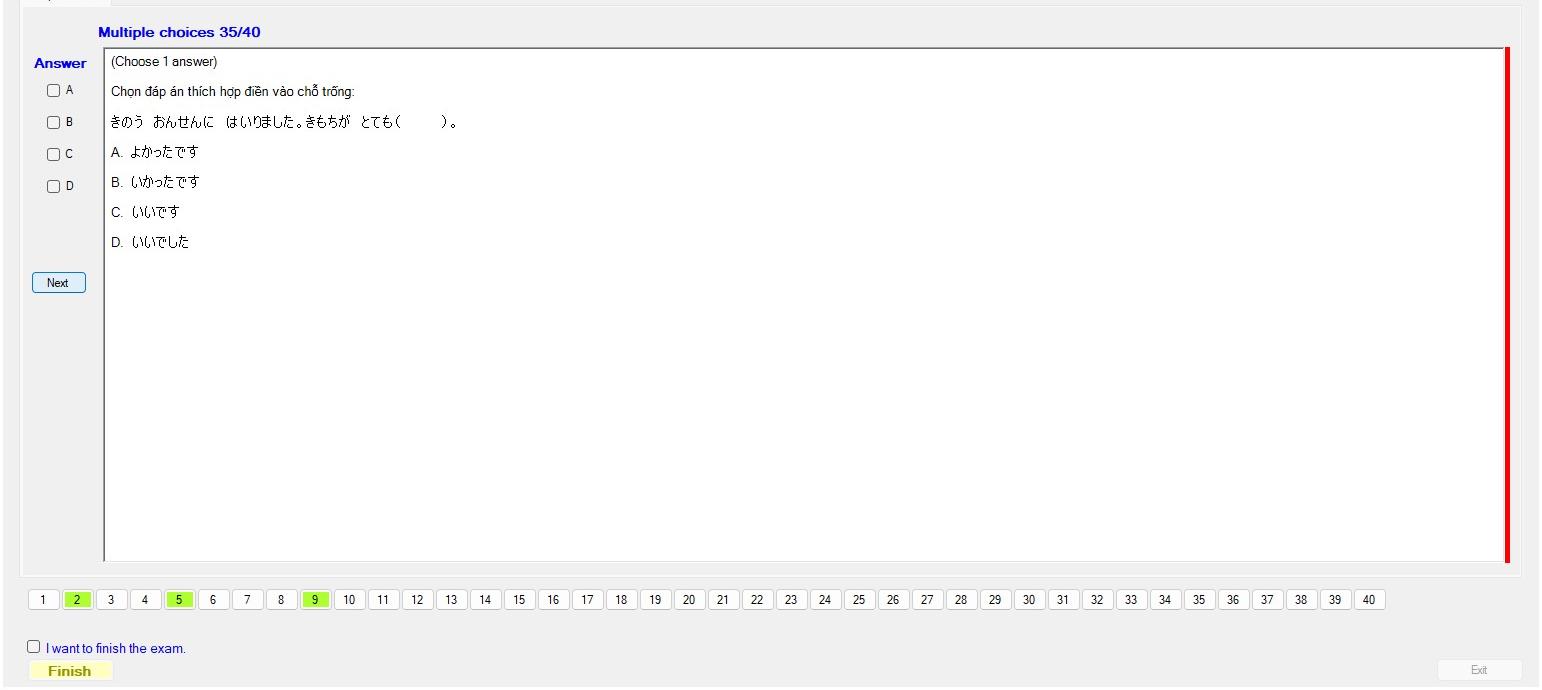 Multiple choices 35/40
Answer
(Choose 1 answer)
A
Chọn đáp án thích hợp điền vào chỗ trống:
B
きのう　おんせんに　はいりました。きもちが　とても(　　　)。
C
A. よかったです
D
B. いかったです
C. いいです
D. いいでした
Next
1 2 3 4 5 6 7 8 9 10 11 12 13 14 15 16 17 18 19 20 21 22 23 24 25 26 27 28 29 30 31 32 33 34 35 36 37 38 39 40
I want to finish the exam.
Finish
Exit